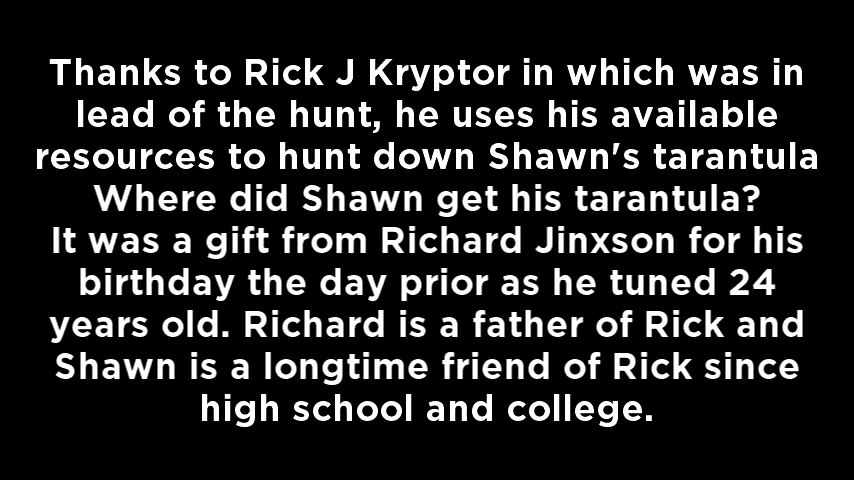 Thanks to Rick J Kryptor in which was in
lead of the hunt, he uses his available
resources to hunt down Shawn's tarantula
Where did Shawn get his tarantula?
It was a gift from Richard Jinxson for his
birthday the day prior as he tuned 24
years old. Richard is a father of Rick and
Shawn is a longtime friend of Rick since
high school and college.